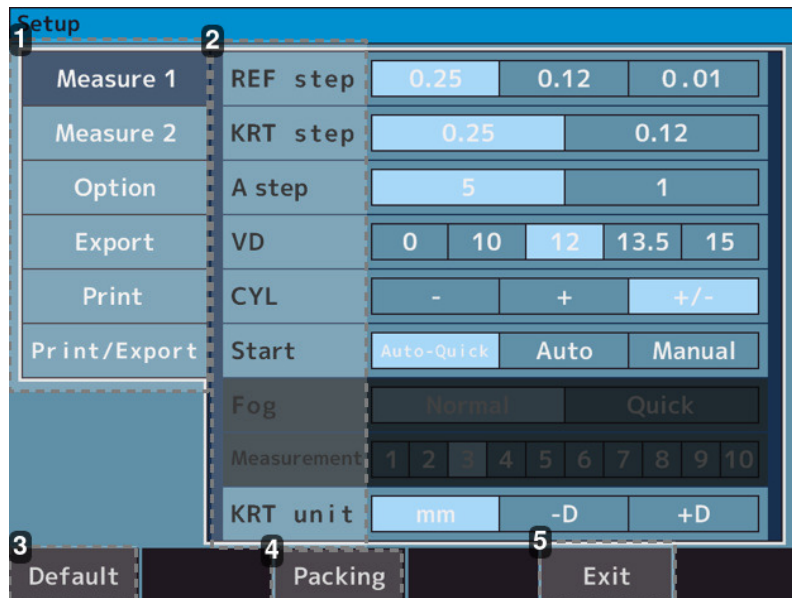 Setup
1
2
Measure 1
REF step 0.25 0.12 0.01
Measure 2
KRT step 0.25 0.12
Option
A step 5 1
Export
VD 0 10 12 13.5 15
Print
CYL - + +/-
Print/Export
Start Auto-Quick Auto Manual
Fog Normal Quick
Measurement 1 2 3 4 5 6 7 8 9 10
KRT unit mm -D +D
3
4
5
Default Packing Exit